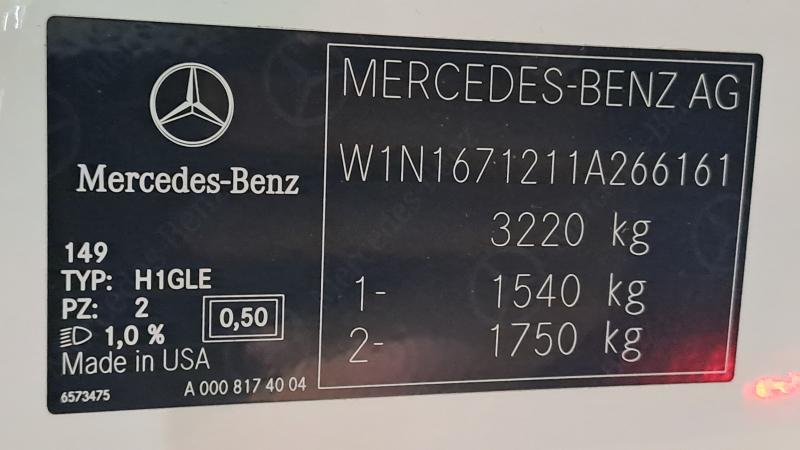 Mercedes-Benz
149
TYP: H1GLE
PZ: 2
1,0 %
0,50
Made in USA
6573475
A 000 817 40 04
MERCEDES-BENZ AG
W1N1671211A266161
3220 kg
1- 1540 kg
2- 1750 kg